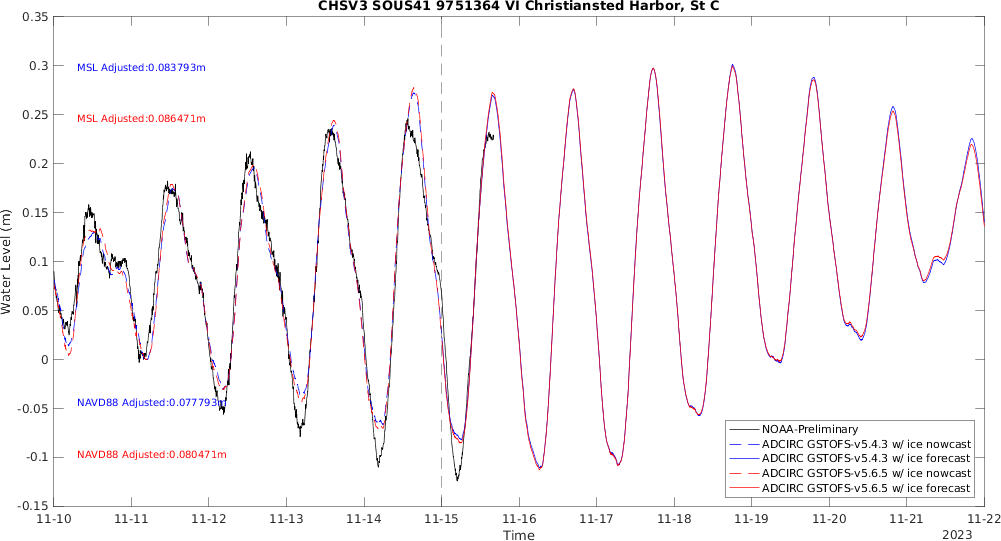 CHSV3 SOUS41 9751364 VI Christiansted Harbor, St C
0.35
0.3
0.25
0.2
0.15
0.1
0.05
0
-0.05
-0.1
-0.15
Water Level (m)
MSL Adjusted:0.083793m
MSL Adjusted:0.086471m
NAVD88 Adjusted:0.077793m
NAVD88 Adjusted:0.080471m
NOAA-Preliminary
ADCIRC GSTOFS-v5.4.3 w/ ice nowcast
ADCIRC GSTOFS-v5.4.3 w/ ice forecast
ADCIRC GSTOFS-v5.6.5 w/ ice nowcast
ADCIRC GSTOFS-v5.6.5 w/ ice forecast
11-10 11-11 11-12 11-13 11-14 11-15 11-16 11-17 11-18 11-19 11-20 11-21 11-22
Time
2023